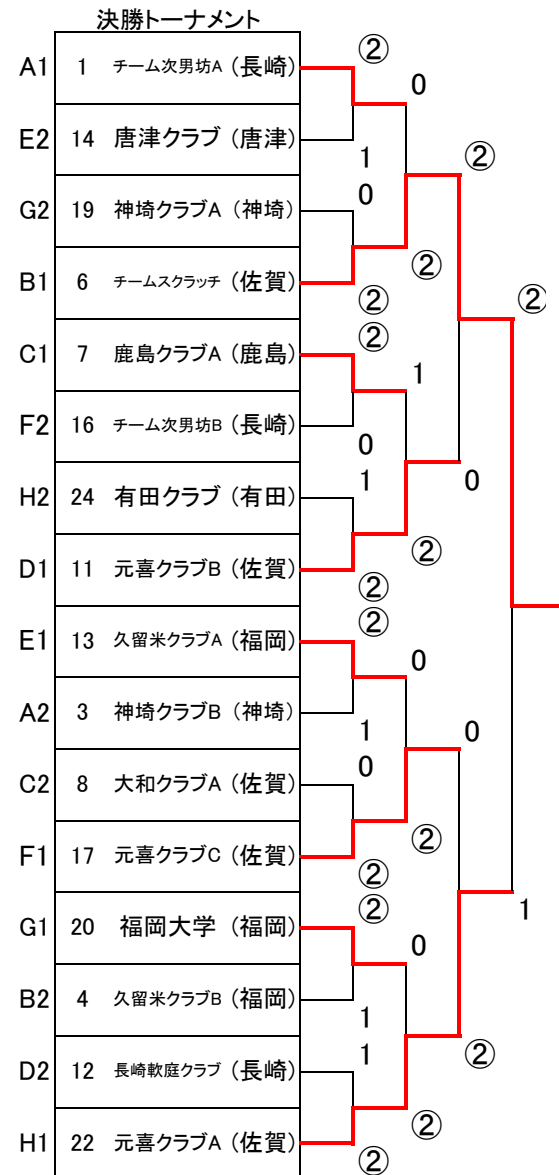 決勝トーナメント
A1 1 チーム次男坊A (長崎) ②
0
E2 14 唐津クラブ (唐津) 1
②
G2 19 神埼クラブA (神埼) 0
②
B1 6 チームスクラッチ (佐賀) ②
②
C1 7 鹿島クラブA (鹿島) ②
1
F2 16 チーム次男坊B (長崎) 0
0
H2 24 有田クラブ (有田) 1
②
D1 11 元喜クラブB (佐賀) ②
E1 13 久留米クラブA (福岡) ②
0
A2 3 神埼クラブB (神埼) 1
0
C2 8 大和クラブA (佐賀) 0
②
F1 17 元喜クラブC (佐賀) ②
1
G1 20 福岡大学 (福岡) ②
0
B2 4 久留米クラブB (福岡) 1
②
D2 12 長崎軟庭クラブ (長崎) 1
②
H1 22 元喜クラブA (佐賀) ②